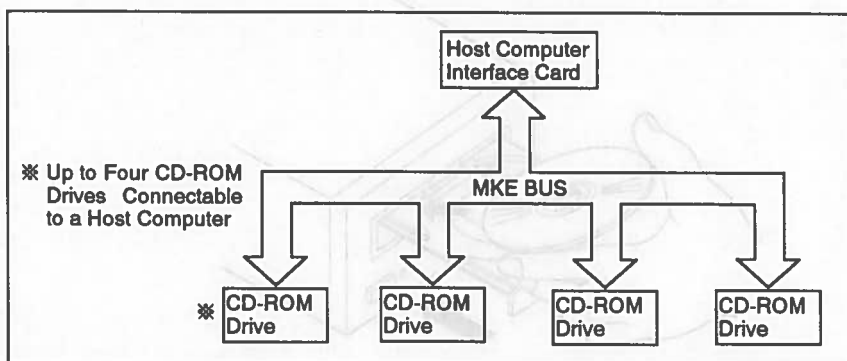 Host Computer
Interface Card
※ Up to Four CD-ROM
Drives Connectable
to a Host Computer
MKE BUS
※
CD-ROM
Drive
CD-ROM
Drive
CD-ROM
Drive
CD-ROM
Drive